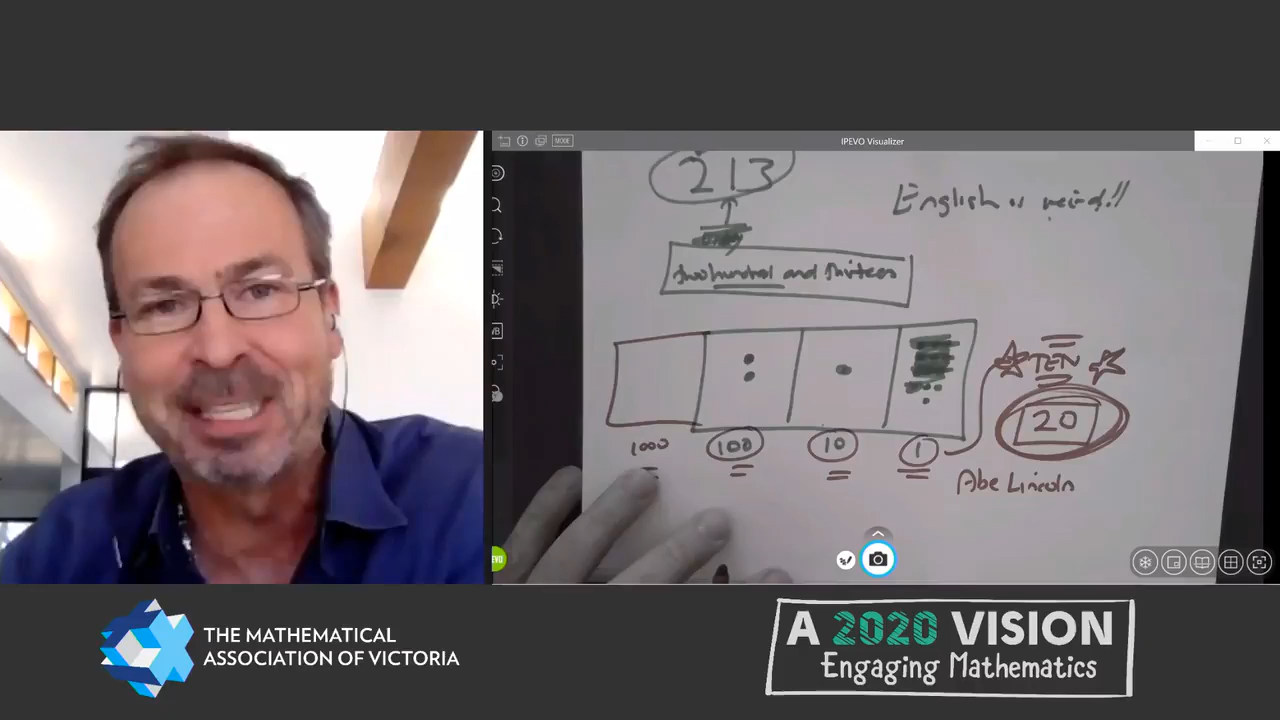 MODE
IPEVO Visualizer
213
English is weird!!
two hundred and thirteen
TEN
20
1000
100
10
1
Abe Lincoln
THE MATHEMATICAL
ASSOCIATION OF VICTORIA
A 2020 VISION
Engaging Mathematics